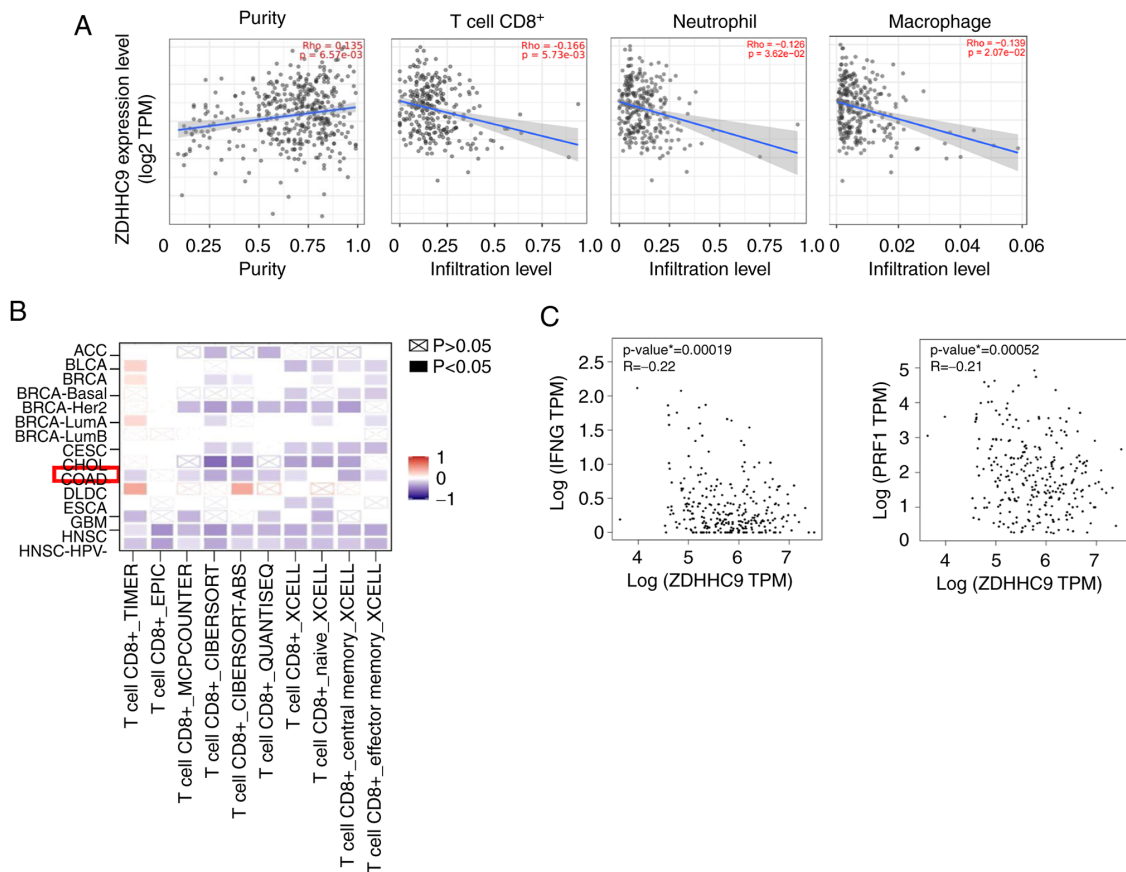 A
Purity
T cell CD8+
Neutrophil
Macrophage
ZDHHC9 expression level
(log2 TPM)
Rho = 0.135
p = 6.57e-03
Rho = -0.166
p = 5.73e-03
Rho = −0.126
p = 3.62e−02
Rho = −0.139
p = 2.07e−02
0 0.25 0.5 0.75 1.0
0 0.25 0.5 0.75 1.0
0 0.25 0.5 0.75 1.0
0 0.02 0.04 0.06
Purity
Infiltration level
Infiltration level
Infiltration level
B
ACC
BLCA
BRCA
BRCA-Basal
BRCA-Her2
BRCA-LumA
BRCA-LumB
CESC
CHOL
COAD
DLDC
ESCA
GBM
HNSC
HNSC-HPV-
P>0.05
P<0.05
1
0
−1
T cell CD8+_TIMER
T cell CD8+_EPIC
T cell CD8+_MCPCOUNTER
T cell CD8+_CIBERSORT
T cell CD8+_CIBERSORT-ABS
T cell CD8+_QUANTISEQ
T cell CD8+_XCELL
T cell CD8+_naive_XCELL
T cell CD8+_central memory_XCELL
T cell CD8+_effector memory_XCELL
C
p-value*=0.00019
R=−0.22
Log (IFNG TPM)
2.5
2.0
1.5
1.0
0.5
0
4 5 6 7
Log (ZDHHC9 TPM)
p-value*=0.00052
R=−0.21
Log (PRF1 TPM)
5
4
3
2
1
0
4 5 6 7
Log (ZDHHC9 TPM)